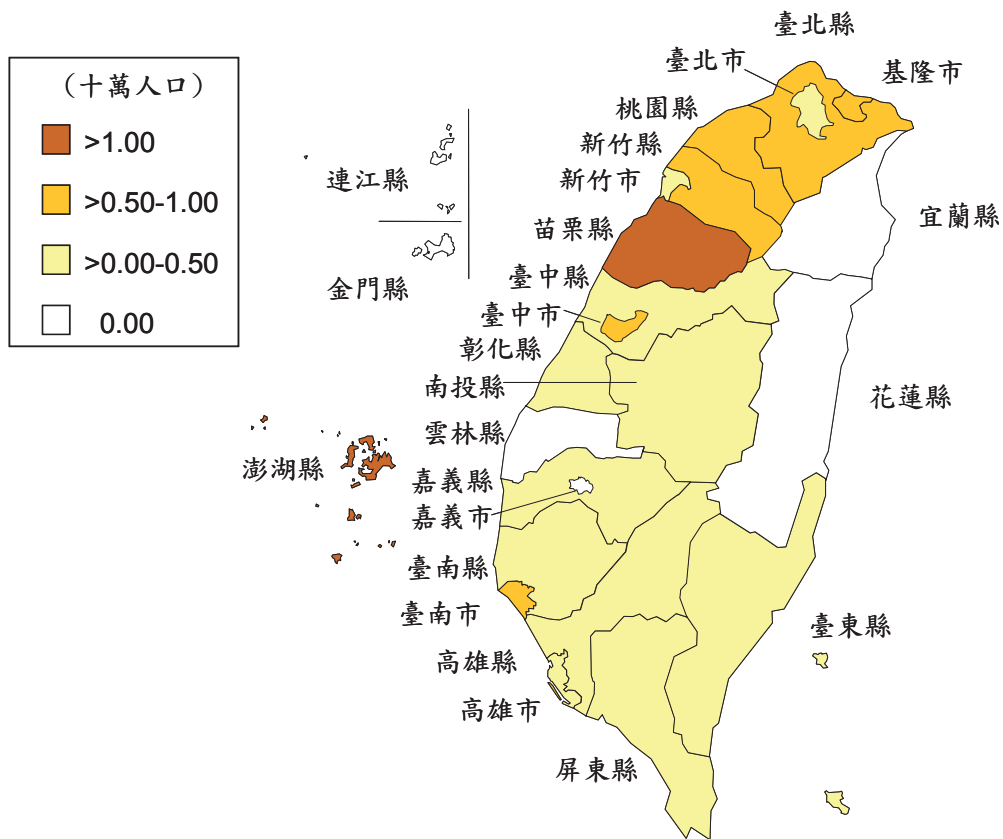 （十萬人口）
>1.00
>0.50-1.00
>0.00-0.50
0.00
臺北縣
臺北市
基隆市
桃園縣
新竹縣
新竹市
連江縣
宜蘭縣
苗栗縣
臺中縣
金門縣
臺中市
彰化縣
南投縣
花蓮縣
雲林縣
澎湖縣
嘉義縣
嘉義市
臺南縣
臺南市
臺東縣
高雄縣
高雄市
屏東縣